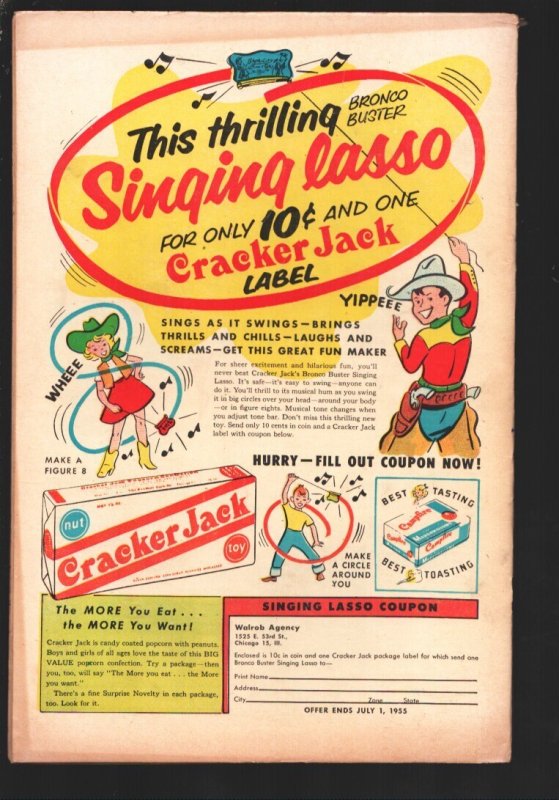 This thrilling BRONCO BUSTER
Singing lasso
FOR ONLY 10¢ AND ONE
Cracker Jack
LABEL
YIPPEEE
WHEEE
SINGS AS IT SWINGS—BRINGS
THRILLS AND CHILLS—LAUGHS AND
SCREAMS—GET THIS GREAT FUN MAKER
For sheer excitement and hilarious fun, you'll
never beat Cracker Jack's Bronco Buster Singing
Lasso. It's safe—it's easy to swing—anyone can
do it. You'll thrill to its musical hum as you swing
it in big circles over your head—around your body
—or in figure eights. Musical tone changes when
you adjust tone bar. Don't miss this thrilling new
toy. Send only 10 cents in coin and a Cracker Jack
label with coupon below.
MAKE A
FIGURE 8
HURRY—FILL OUT COUPON NOW!
nut
Cracker Jack
toy
MAKE
A CIRCLE
AROUND
YOU
BEST TASTING
Campfire
Campfire
BEST TOASTING
The MORE You Eat . . .
the MORE You Want!
Cracker Jack is candy coated popcorn with peanuts.
Boys and girls of all ages love the taste of this BIG
VALUE popcorn confection. Try a package—then
you, too, will say "The More you eat . . . the More
you want."
There's a fine Surprise Novelty in each package,
too. Look for it.
SINGING LASSO COUPON
Walrob Agency
1525 E. 53rd St.,
Chicago 15, Ill.
Enclosed is 10c in coin and one Cracker Jack package label for which send one
Bronco Buster Singing Lasso to—
Print Name
Address
City Zone State
OFFER ENDS JULY 1, 1955